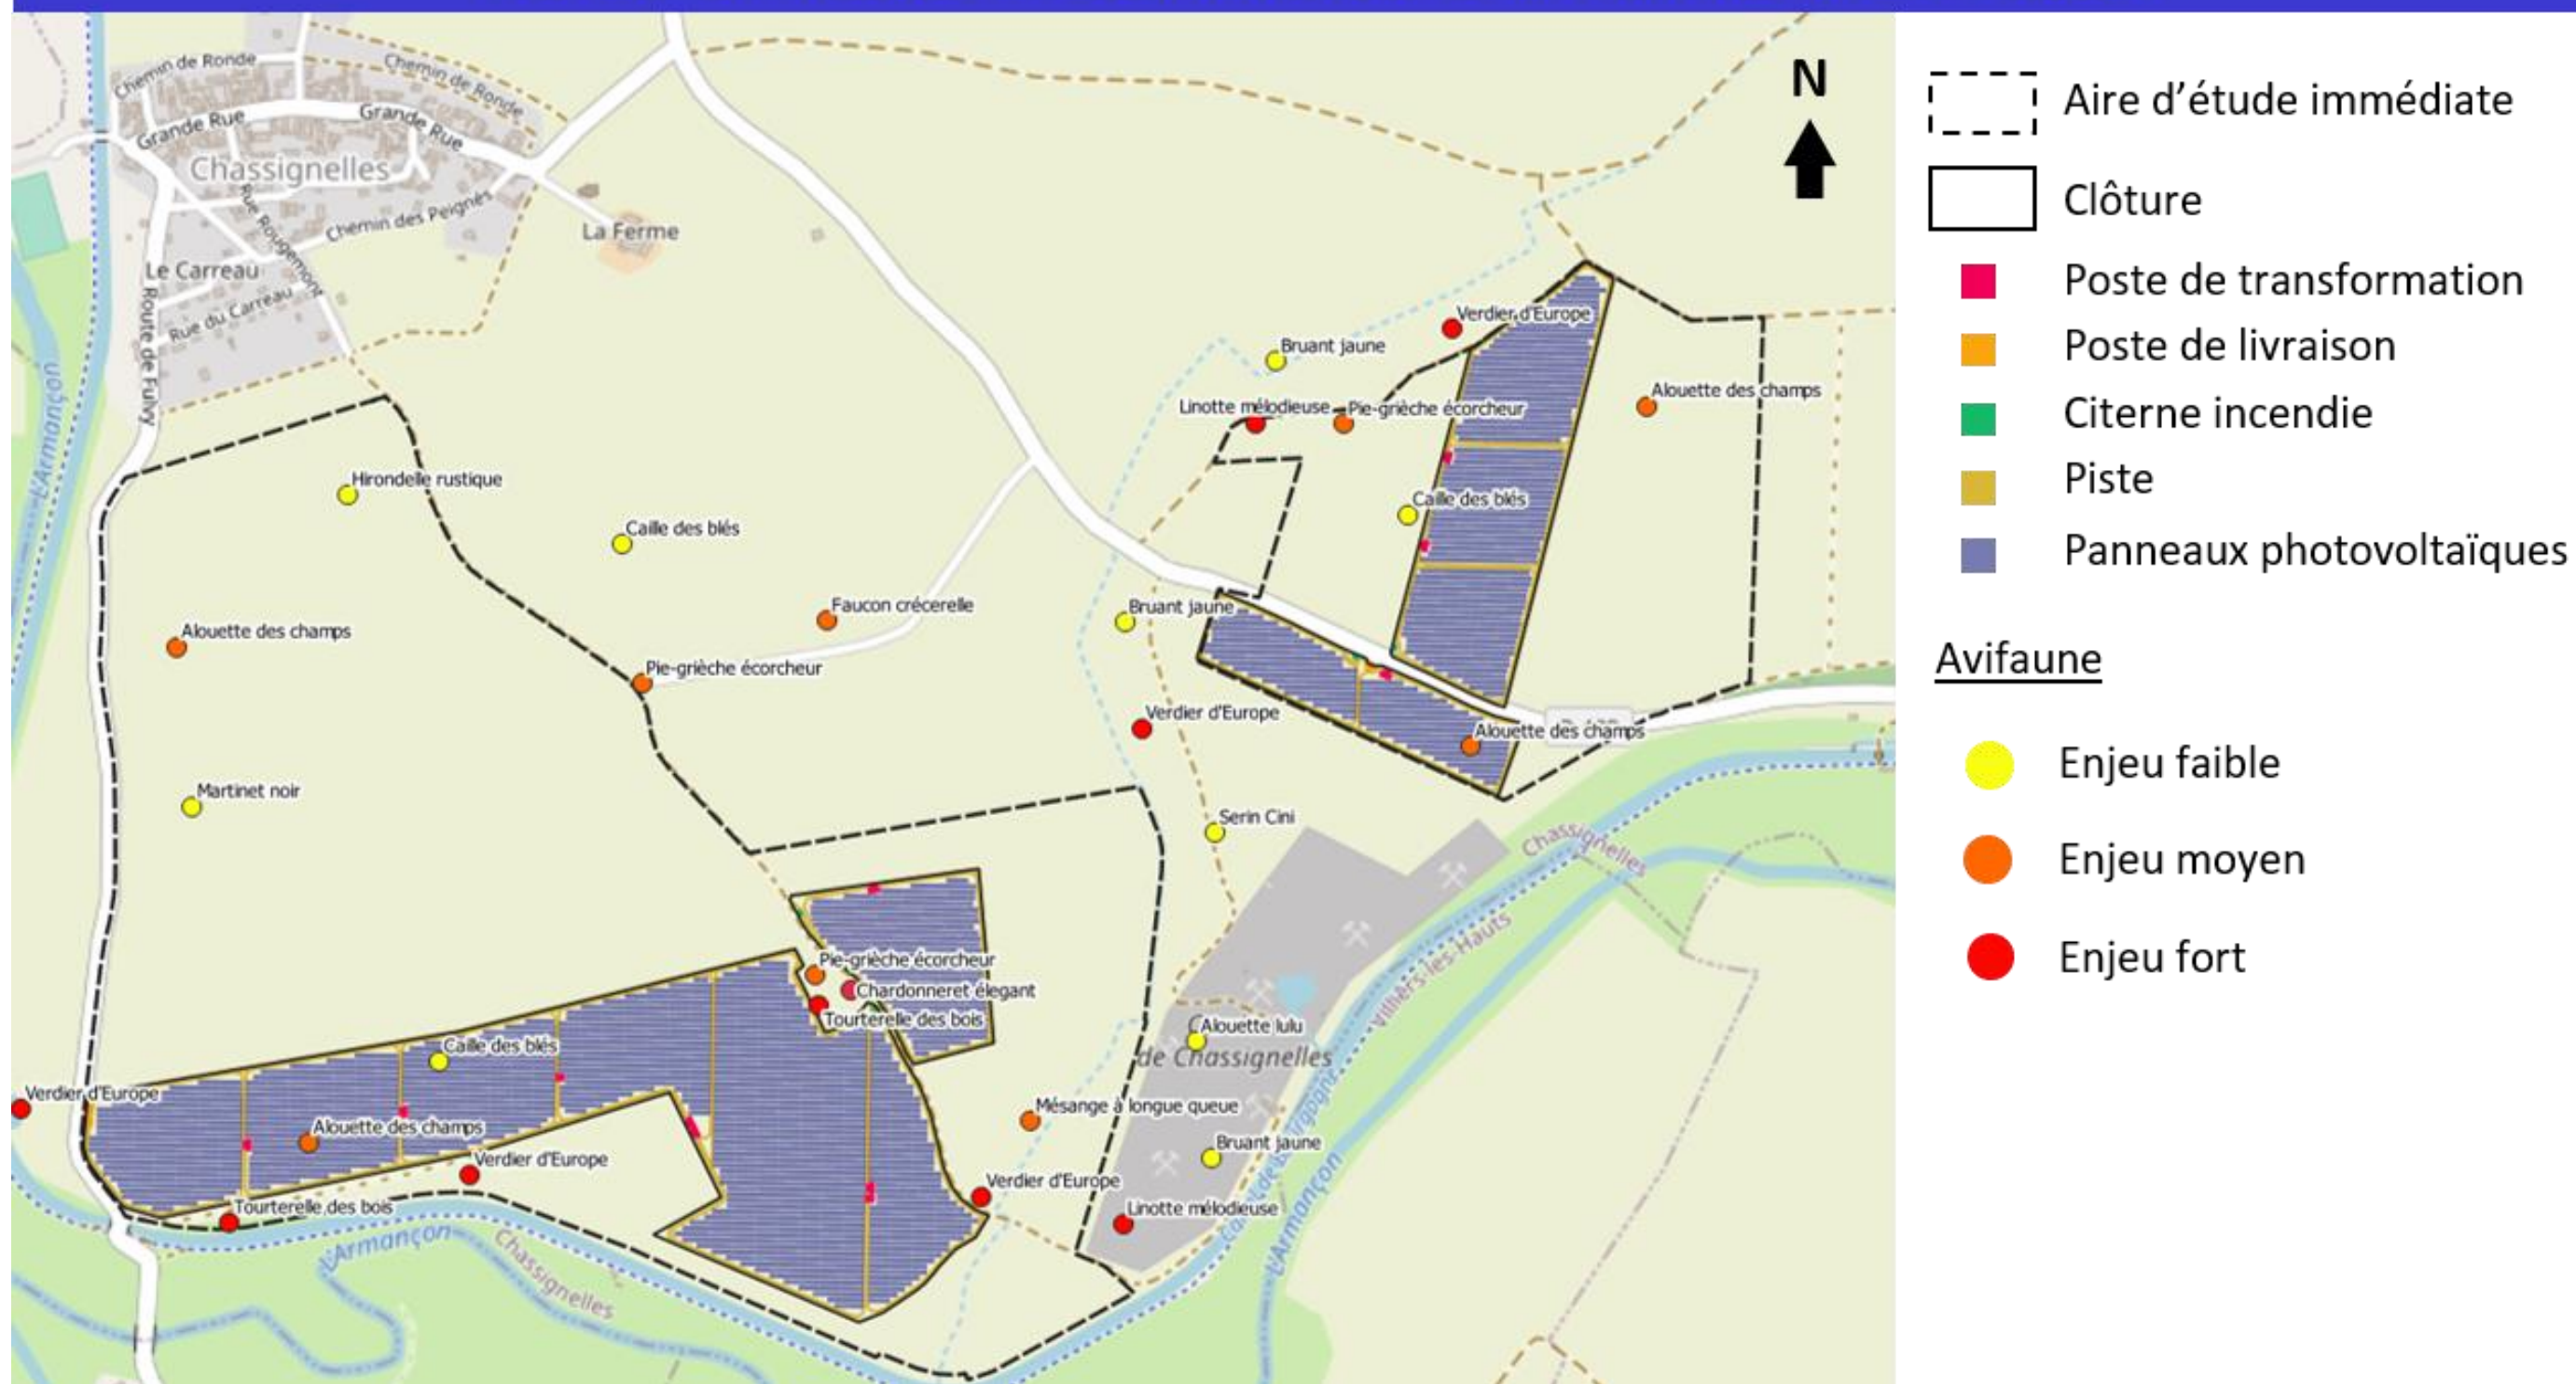 Chemin de Ronde
Chemin de Ronde
Grande Rue
Grande Rue
Chassignelles
Rue Rougemont
Chemin des Peignés
La Ferme
Le Carreau
Rue du Carreau
Route de Fulvy
L'Armançon
N
Verdier d'Europe
Bruant jaune
Linotte mélodieuse
Pie-grièche écorcheur
Alouette des champs
Hirondelle rustique
Caille des blés
Caille des blés
Faucon crécerelle
Bruant jaune
Alouette des champs
Pie-grièche écorcheur
Verdier d'Europe
Alouette des champs
Martinet noir
Serin Cini
Chassignelles
Villiers-les-Hauts
Pie-grièche écorcheur
Chardonneret élegant
Tourterelle des bois
Alouette lulu
de Chassignelles
Caille des blés
Verdier d'Europe
Mésange à longue queue
Alouette des champs
Bruant jaune
Verdier d'Europe
Verdier d'Europe
Tourterelle des bois
Linotte mélodieuse
L'Armançon
Chassignelles
L'Armançon
Aire d'étude immédiate
Clôture
Poste de transformation
Poste de livraison
Citerne incendie
Piste
Panneaux photovoltaïques
Avifaune
Enjeu faible
Enjeu moyen
Enjeu fort